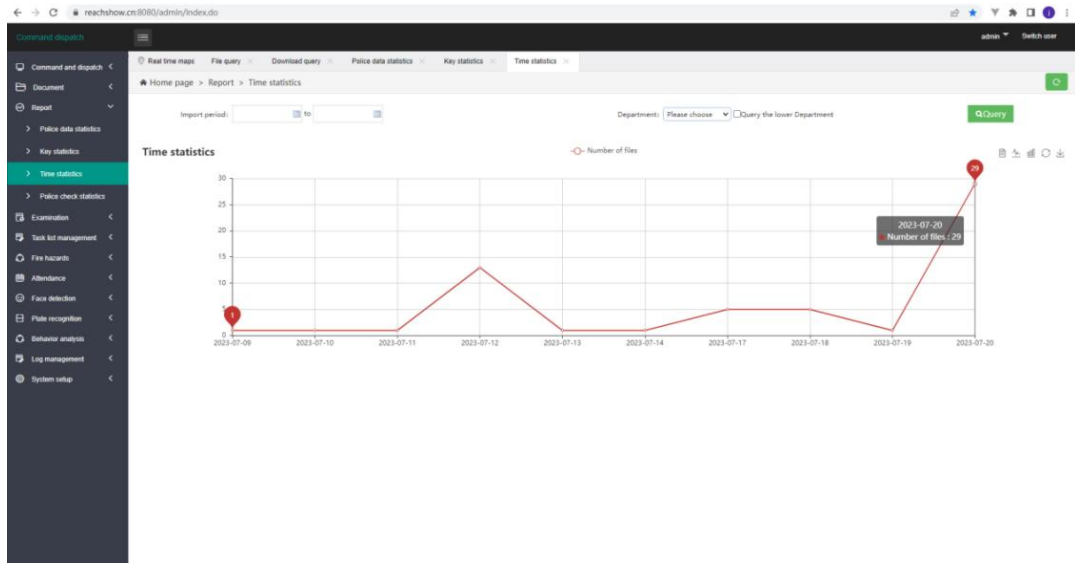 reachshow.cn:8080/admin/index.do
Command dispatch
admin Switch user
Real time maps File query Download query Police data statistics Key statistics Time statistics
Home page > Report > Time statistics
Command and dispatch
Document
Report
Police data statistics
Key statistics
Time statistics
Police check statistics
Examination
Task list management
Fire hazards
Attendance
Face detection
Plate recognition
Behavior analysis
Log management
System setup
Import period: to Department: Please choose Query the lower Department Query
Time statistics
Number of files
30
25
20
15
10
5
0
1
29
2023-07-20
Number of files : 29
2023-07-09 2023-07-10 2023-07-11 2023-07-12 2023-07-13 2023-07-14 2023-07-17 2023-07-18 2023-07-19 2023-07-20